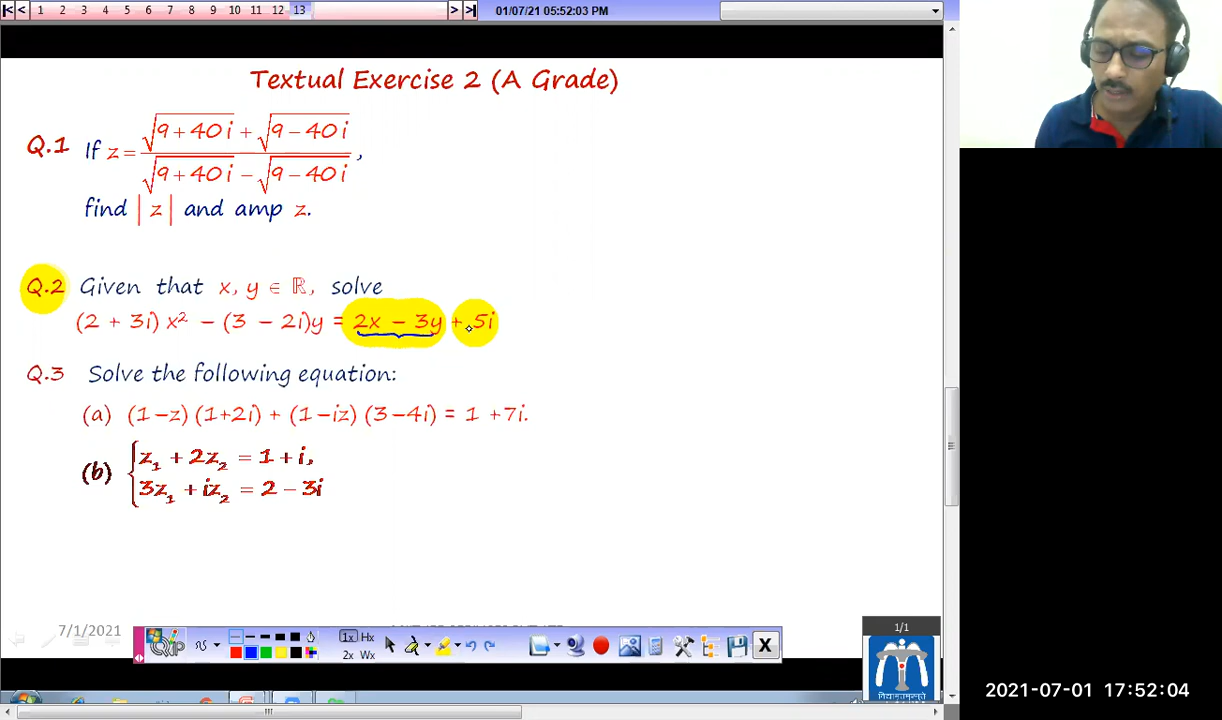 1 2 3 4 5 6 7 8 9 10 11 12 13
01/07/21 05:52:03 PM
Textual Exercise 2 (A Grade)
Q.1 If z = (√(9 + 40i) + √(9 − 40i)) / (√(9 + 40i) − √(9 − 40i)),
find |z| and amp z.
Q.2 Given that x, y ∈ ℝ, solve
(2 + 3i) x² − (3 − 2i)y = 2x − 3y + 5i
Q.3 Solve the following equation:
(a) (1−z) (1+2i) + (1−iz) (3−4i) = 1 +7i.
(b) { z₁ + 2z₂ = 1 + i,
3z₁ + iz₂ = 2 − 3i
7/1/2021
1/1
1x Hx
2x Wx
X
2021-07-01 17:52:04